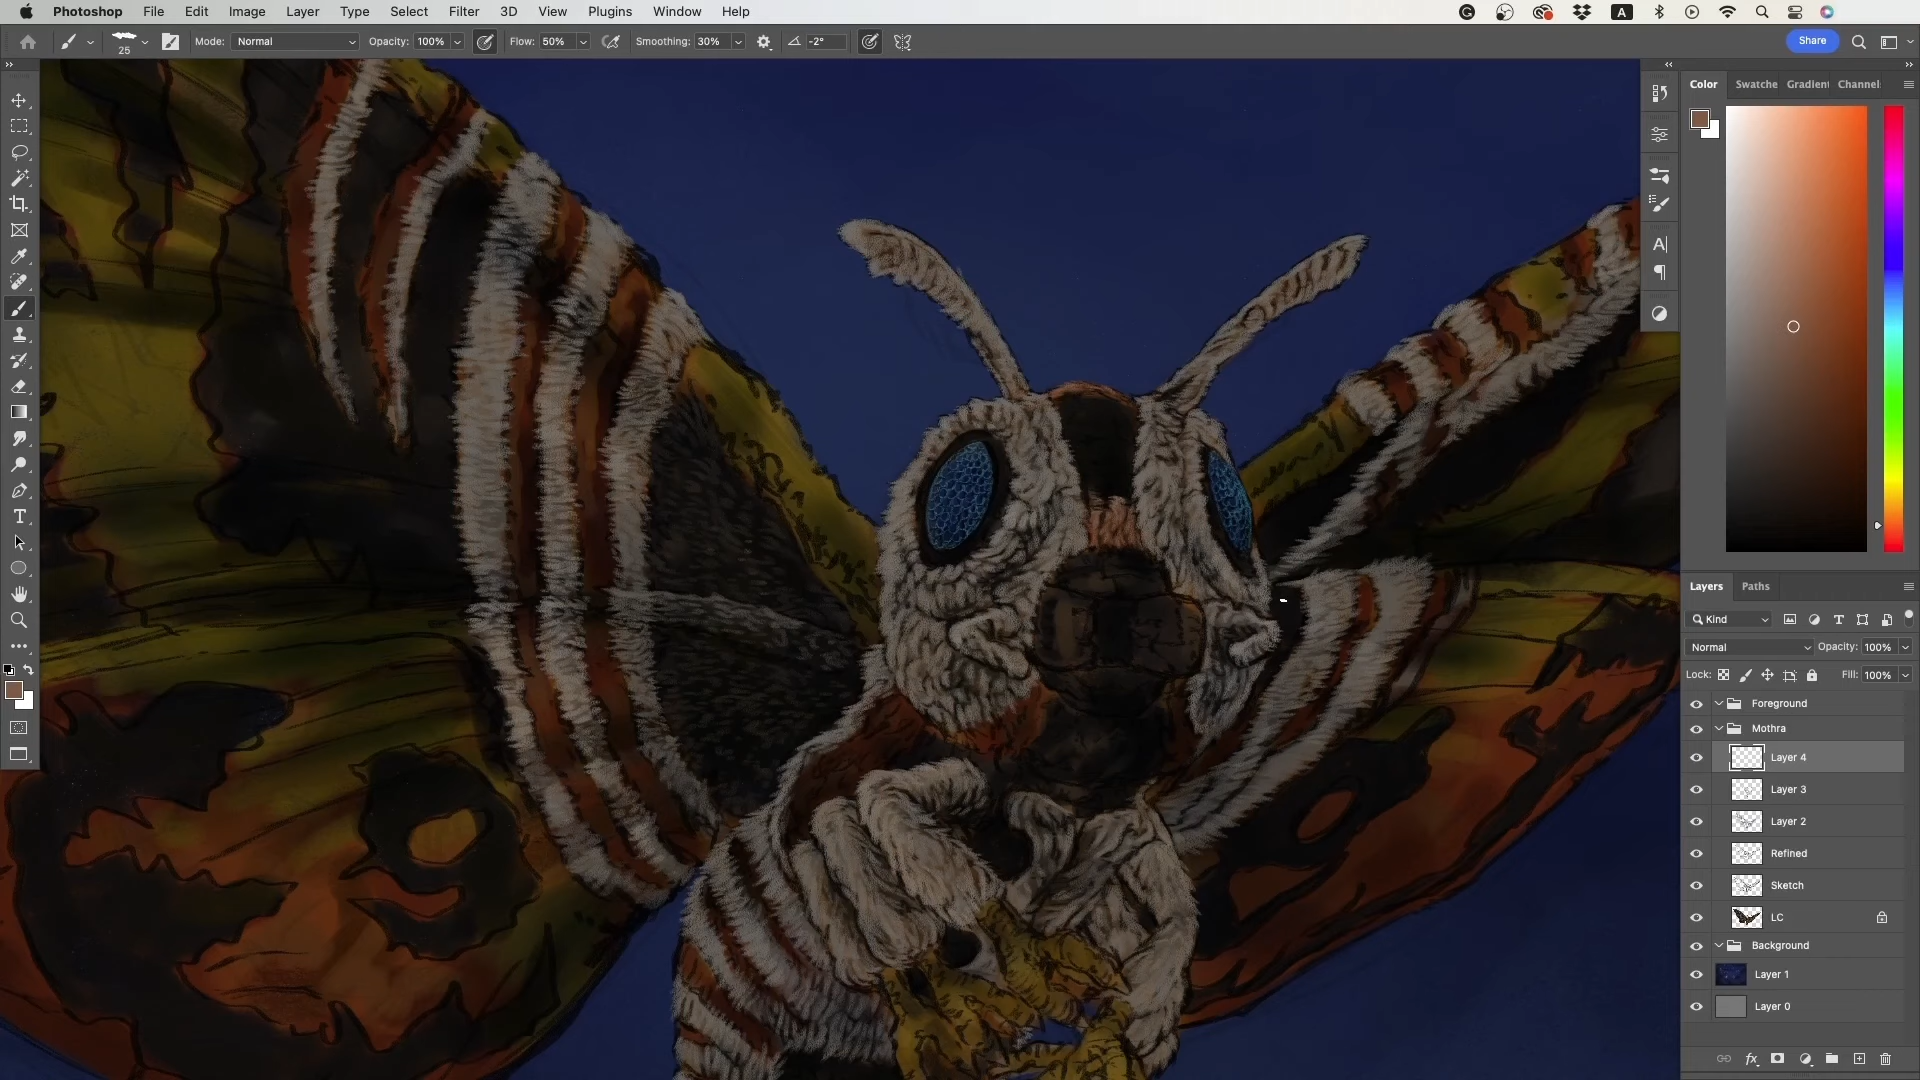 Photoshop File Edit Image Layer Type Select Filter 3D View Plugins Window Help A
25 Mode: Normal Opacity: 100% Flow: 50% Smoothing: 30% -2° Share
Color Swatche Gradient Channel
Layers Paths
Kind
Normal Opacity: 100%
Lock: Fill: 100%
Foreground
Mothra
Layer 4
Layer 3
Layer 2
Refined
Sketch
LC
Background
Layer 1
Layer 0